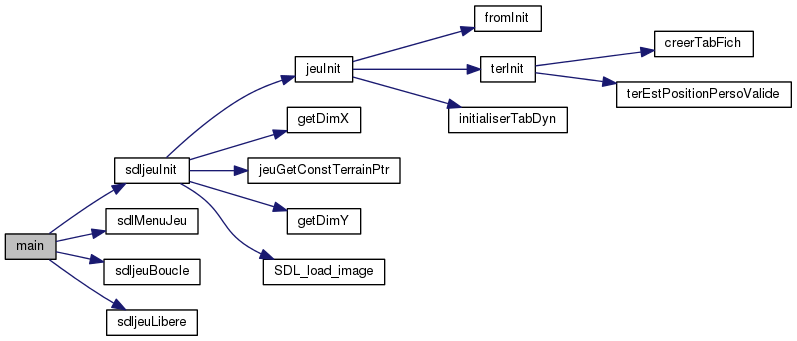 main
sdljeuInit
sdlMenuJeu
sdljeuBoucle
sdljeuLibere
jeuInit
getDimX
jeuGetConstTerrainPtr
getDimY
SDL_load_image
fromInit
terInit
initialiserTabDyn
creerTabFich
terEstPositionPersoValide